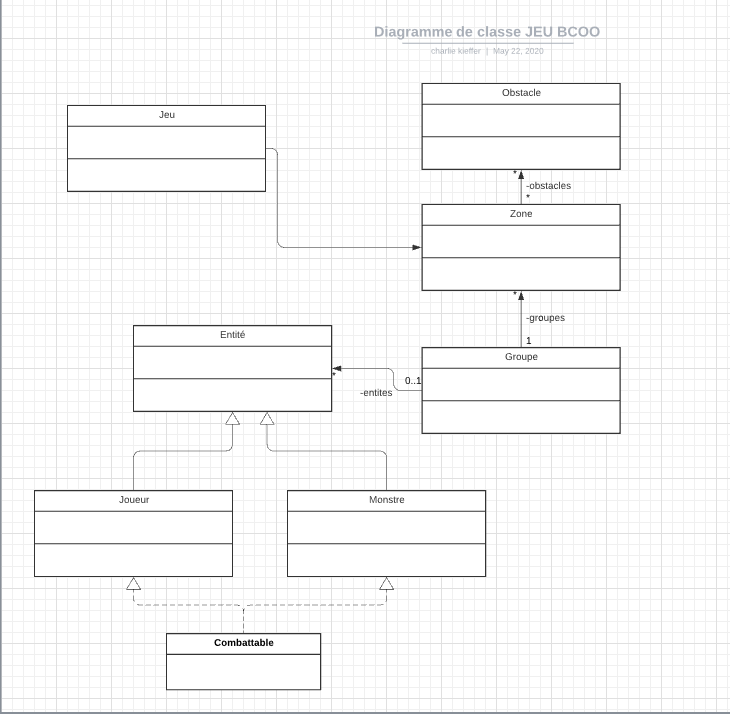 Diagramme de classe JEU BCOO
charlie kieffer | May 22, 2020
Obstacle
Jeu
*
-obstacles
*
Zone
*
-groupes
1
Entité
Groupe
*
0..1
-entites
Joueur
Monstre
Combattable